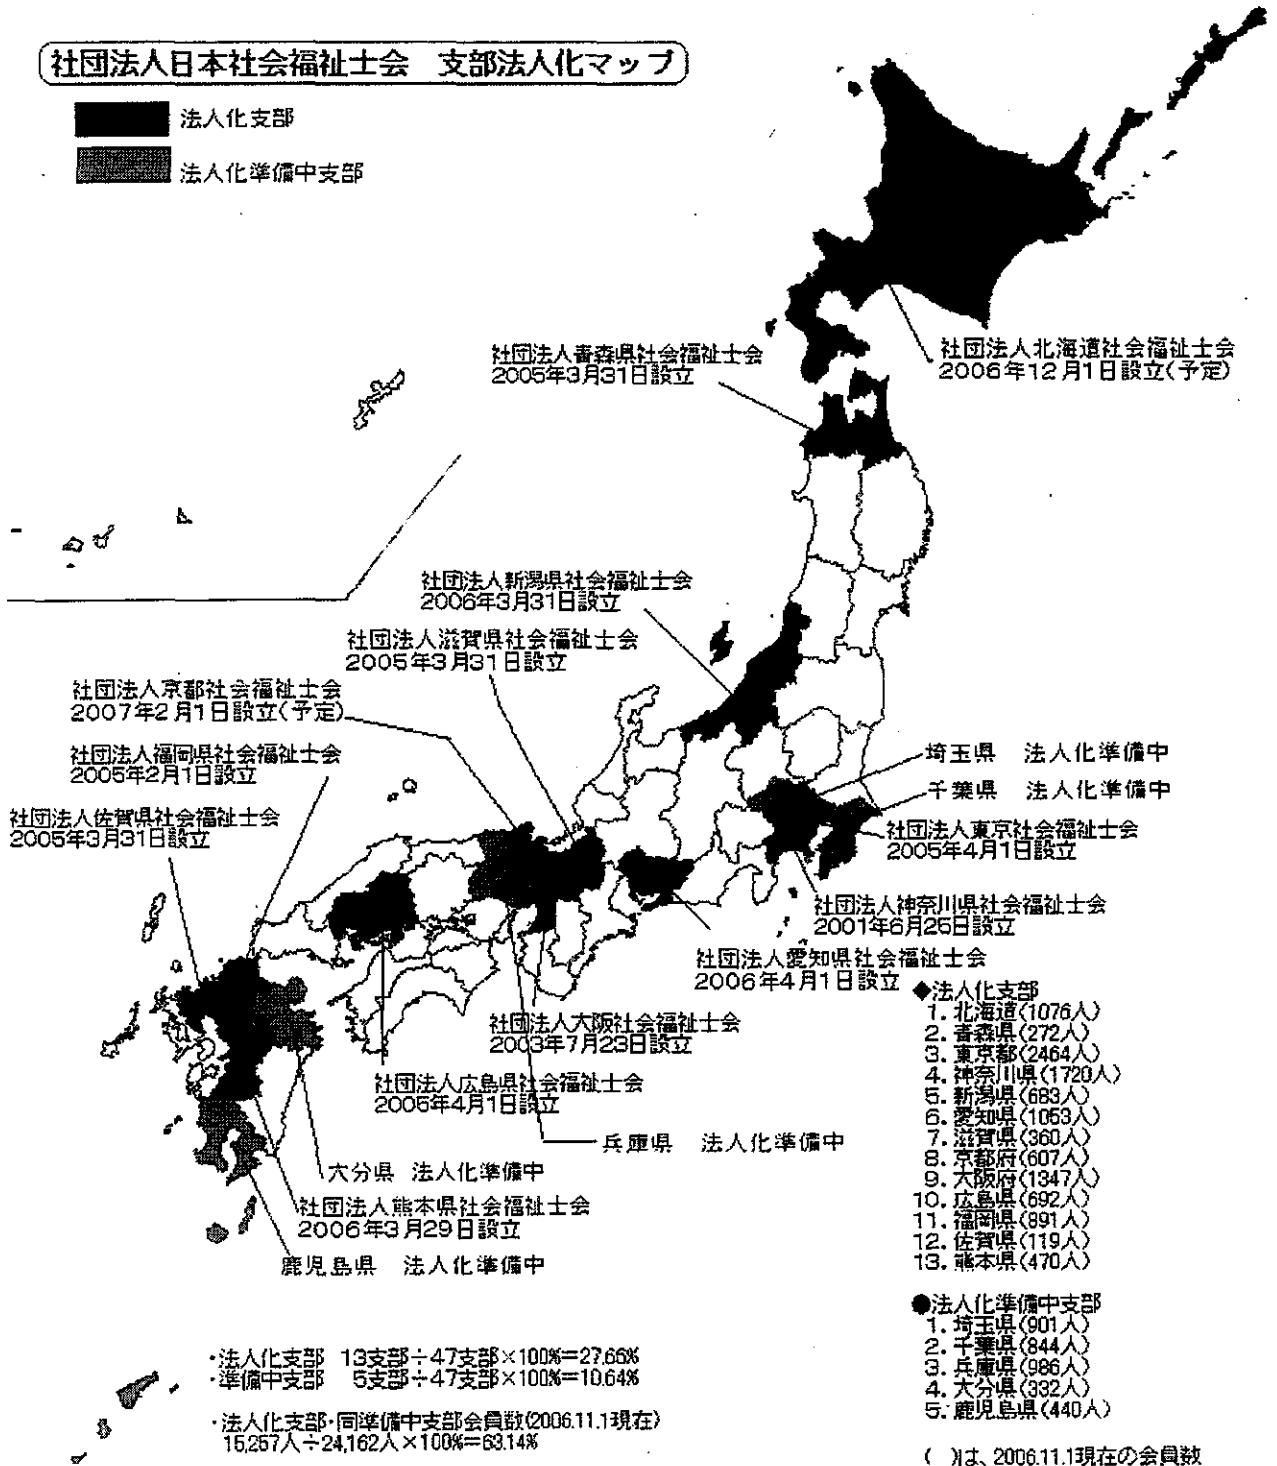 社団法人日本社会福祉士会　支部法人化マップ
法人化支部
法人化準備中支部
社団法人青森県社会福祉士会
2005年3月31日設立
社団法人北海道社会福祉士会
2006年12月1日設立(予定)
社団法人新潟県社会福祉士会
2006年3月31日設立
社団法人滋賀県社会福祉士会
2005年3月31日設立
社団法人京都社会福祉士会
2007年2月1日設立(予定)
社団法人福岡県社会福祉士会
2005年2月1日設立
社団法人佐賀県社会福祉士会
2005年3月31日設立
埼玉県　法人化準備中
千葉県　法人化準備中
社団法人東京社会福祉士会
2005年4月1日設立
社団法人神奈川県社会福祉士会
2001年6月25日設立
社団法人愛知県社会福祉士会
2006年4月1日設立
社団法人大阪社会福祉士会
2003年7月23日設立
社団法人広島県社会福祉士会
2005年4月1日設立
兵庫県　法人化準備中
大分県　法人化準備中
社団法人熊本県社会福祉士会
2006年3月29日設立
鹿児島県　法人化準備中
◆法人化支部
1. 北海道(1076人)
2. 青森県(272人)
3. 東京都(2464人)
4. 神奈川県(1720人)
5. 新潟県(683人)
6. 愛知県(1053人)
7. 滋賀県(360人)
8. 京都府(607人)
9. 大阪府(1347人)
10. 広島県(692人)
11. 福岡県(891人)
12. 佐賀県(119人)
13. 熊本県(470人)
●法人化準備中支部
1. 埼玉県(901人)
2. 千葉県(844人)
3. 兵庫県(986人)
4. 大分県(332人)
5. 鹿児島県(440人)
・法人化支部　13支部÷47支部×100%=27.66%
・準備中支部　5支部÷47支部×100%=10.64%
・法人化支部・同準備中支部会員数(2006.11.1現在)
15,257人÷24,162人×100%=63.14%
(　)は、2006.11.1現在の会員数